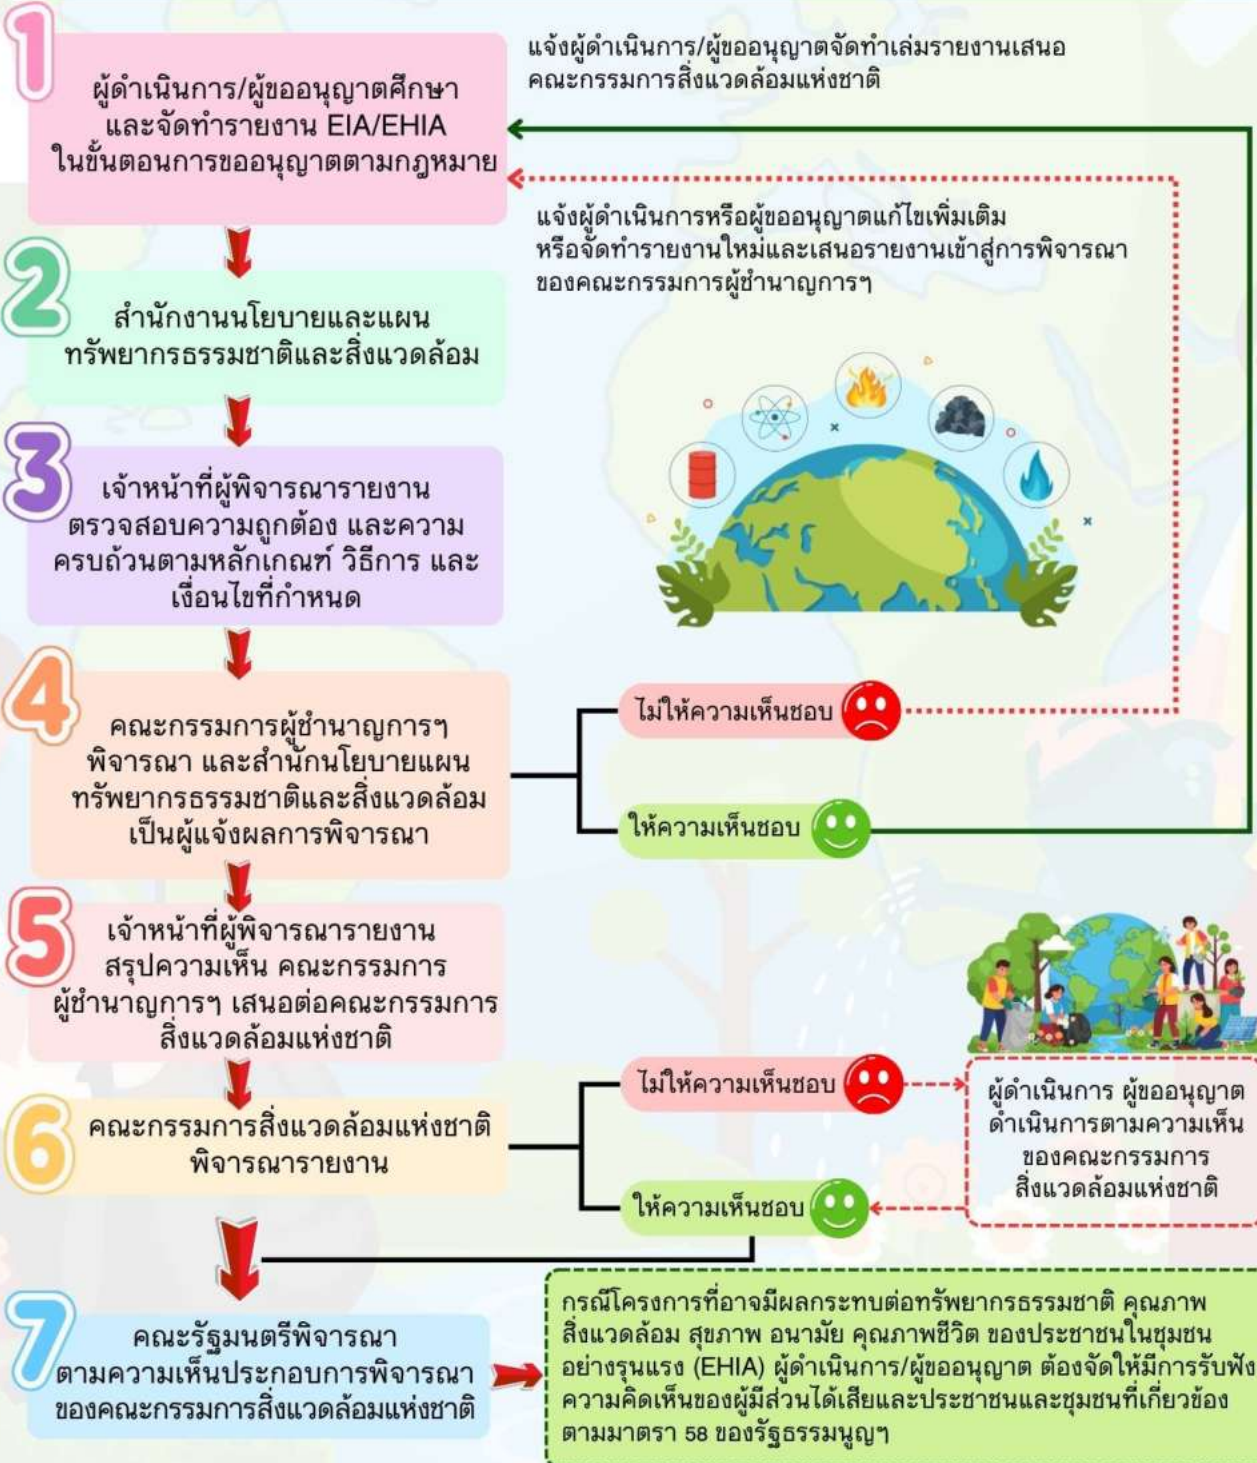 1
ผู้ดำเนินการ/ผู้ขออนุญาตศึกษา
และจัดทำรายงาน EIA/EHIA
ในขั้นตอนการขออนุญาตตามกฎหมาย
แจ้งผู้ดำเนินการ/ผู้ขออนุญาตจัดทำเล่มรายงานเสนอ
คณะกรรมการสิ่งแวดล้อมแห่งชาติ
แจ้งผู้ดำเนินการหรือผู้ขออนุญาตแก้ไขเพิ่มเติม
หรือจัดทำรายงานใหม่และเสนอรายงานเข้าสู่การพิจารณา
ของคณะกรรมการผู้ชำนาญการฯ
2
สำนักงานนโยบายและแผน
ทรัพยากรธรรมชาติและสิ่งแวดล้อม
3
เจ้าหน้าที่ผู้พิจารณารายงาน
ตรวจสอบความถูกต้อง และความ
ครบถ้วนตามหลักเกณฑ์ วิธีการ และ
เงื่อนไขที่กำหนด
4
คณะกรรมการผู้ชำนาญการฯ
พิจารณา และสำนักนโยบายแผน
ทรัพยากรธรรมชาติและสิ่งแวดล้อม
เป็นผู้แจ้งผลการพิจารณา
ไม่ให้ความเห็นชอบ
ให้ความเห็นชอบ
5
เจ้าหน้าที่ผู้พิจารณารายงาน
สรุปความเห็น คณะกรรมการ
ผู้ชำนาญการฯ เสนอต่อคณะกรรมการ
สิ่งแวดล้อมแห่งชาติ
6
คณะกรรมการสิ่งแวดล้อมแห่งชาติ
พิจารณารายงาน
ไม่ให้ความเห็นชอบ
ให้ความเห็นชอบ
ผู้ดำเนินการ ผู้ขออนุญาต
ดำเนินการตามความเห็น
ของคณะกรรมการ
สิ่งแวดล้อมแห่งชาติ
7
คณะรัฐมนตรีพิจารณา
ตามความเห็นประกอบการพิจารณา
ของคณะกรรมการสิ่งแวดล้อมแห่งชาติ
กรณีโครงการที่อาจมีผลกระทบต่อทรัพยากรธรรมชาติ คุณภาพ
สิ่งแวดล้อม สุขภาพ อนามัย คุณภาพชีวิต ของประชาชนในชุมชน
อย่างรุนแรง (EHIA) ผู้ดำเนินการ/ผู้ขออนุญาต ต้องจัดให้มีการรับฟัง
ความคิดเห็นของผู้มีส่วนได้เสียและประชาชนและชุมชนที่เกี่ยวข้อง
ตามมาตรา 58 ของรัฐธรรมนูญฯ